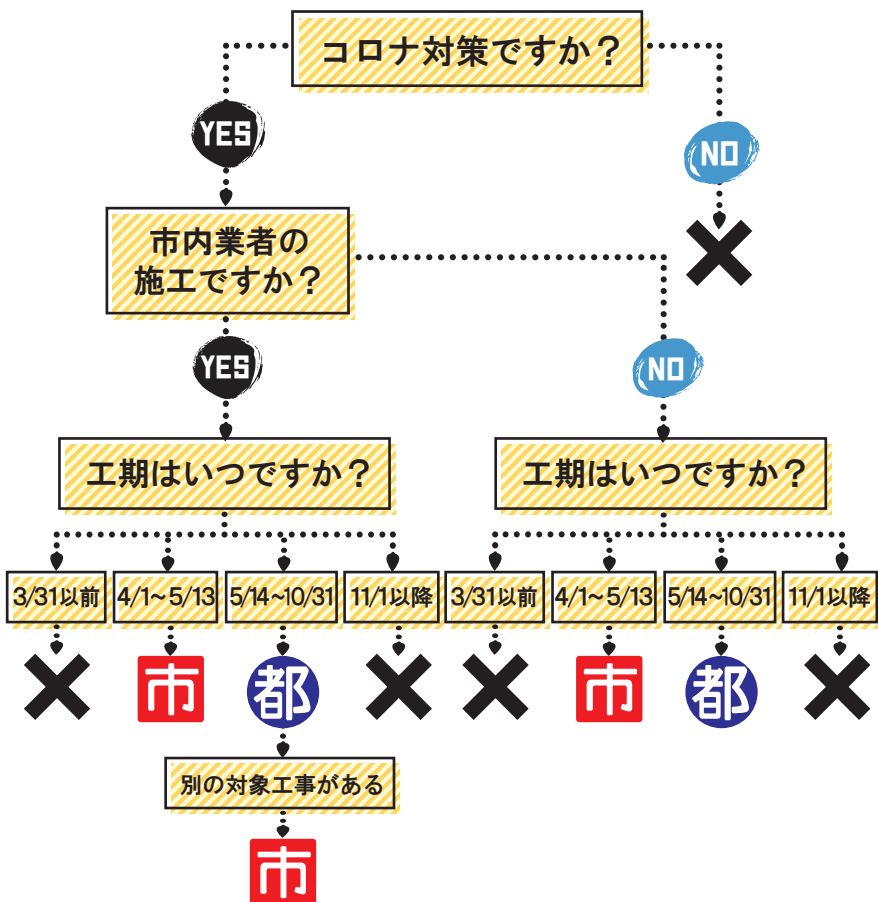 コロナ対策ですか？
YES
NO
市内業者の
施工ですか？
YES
NO
工期はいつですか？
工期はいつですか？
3/31以前
4/1~5/13
5/14~10/31
11/1以降
3/31以前
4/1~5/13
5/14~10/31
11/1以降
市
都
市
都
別の対象工事がある
市